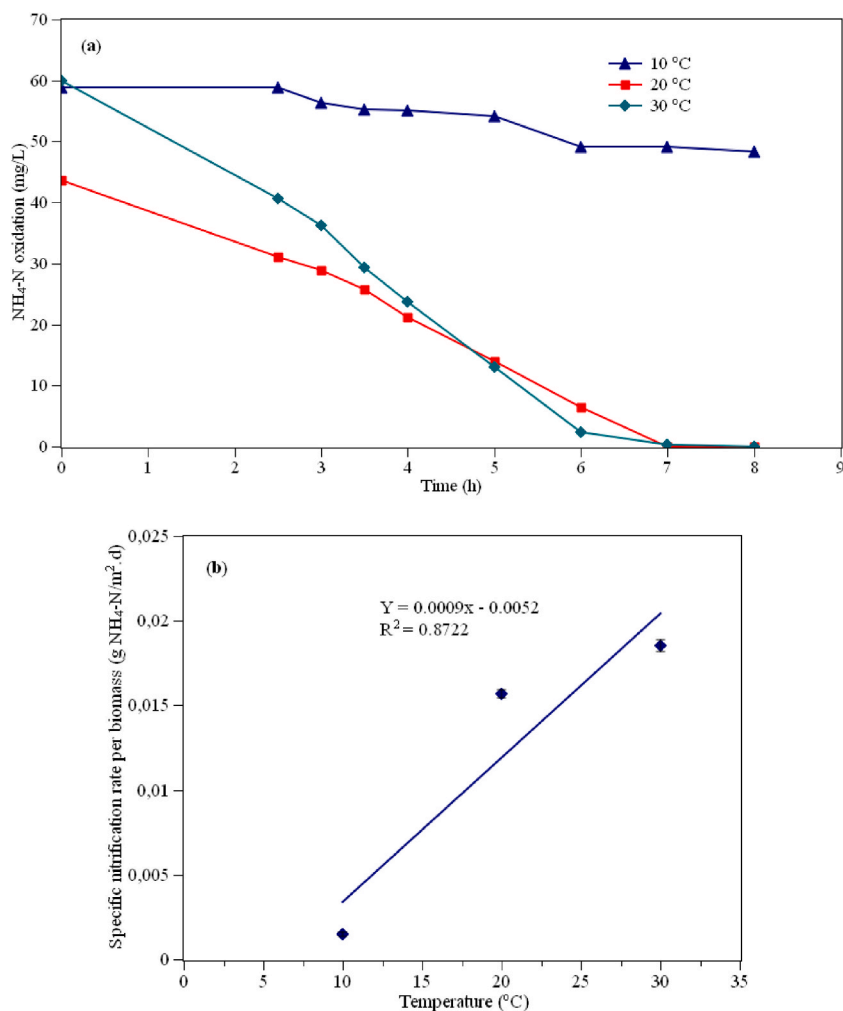 (a)
10 °C
20 °C
30 °C
NH₄-N oxidation (mg/L)
70
60
50
40
30
20
10
0
0 1 2 3 4 5 6 7 8 9
Time (h)
(b)
Y = 0.0009x - 0.0052
R² = 0.8722
Specific nitrification rate per biomass (g NH₄-N/m².d)
0,025
0,02
0,015
0,01
0,005
0
0 5 10 15 20 25 30 35
Temperature (°C)